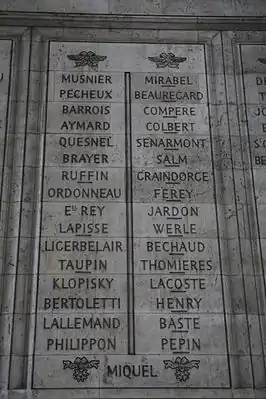 MUSNIER
PECHEUX
BARROIS
AYMARD
QUESNEL
BRAYER
RUFFIN
ORDONNEAU
Et. REY
LAPISSE
LIGERBELAIR
TAUPIN
KLOPISKY
BERTOLETTI
LALLEMAND
PHILIPPON
MIRABEL
BEAUREGARD
COMPERE
COLBERT
SENARMONT
SALM
CRAINDORGE
FEREY
JARDON
WERLE
BECHAUD
THOMIERES
LACOSTE
HENRY
BASTE
PEPIN
MIQUEL